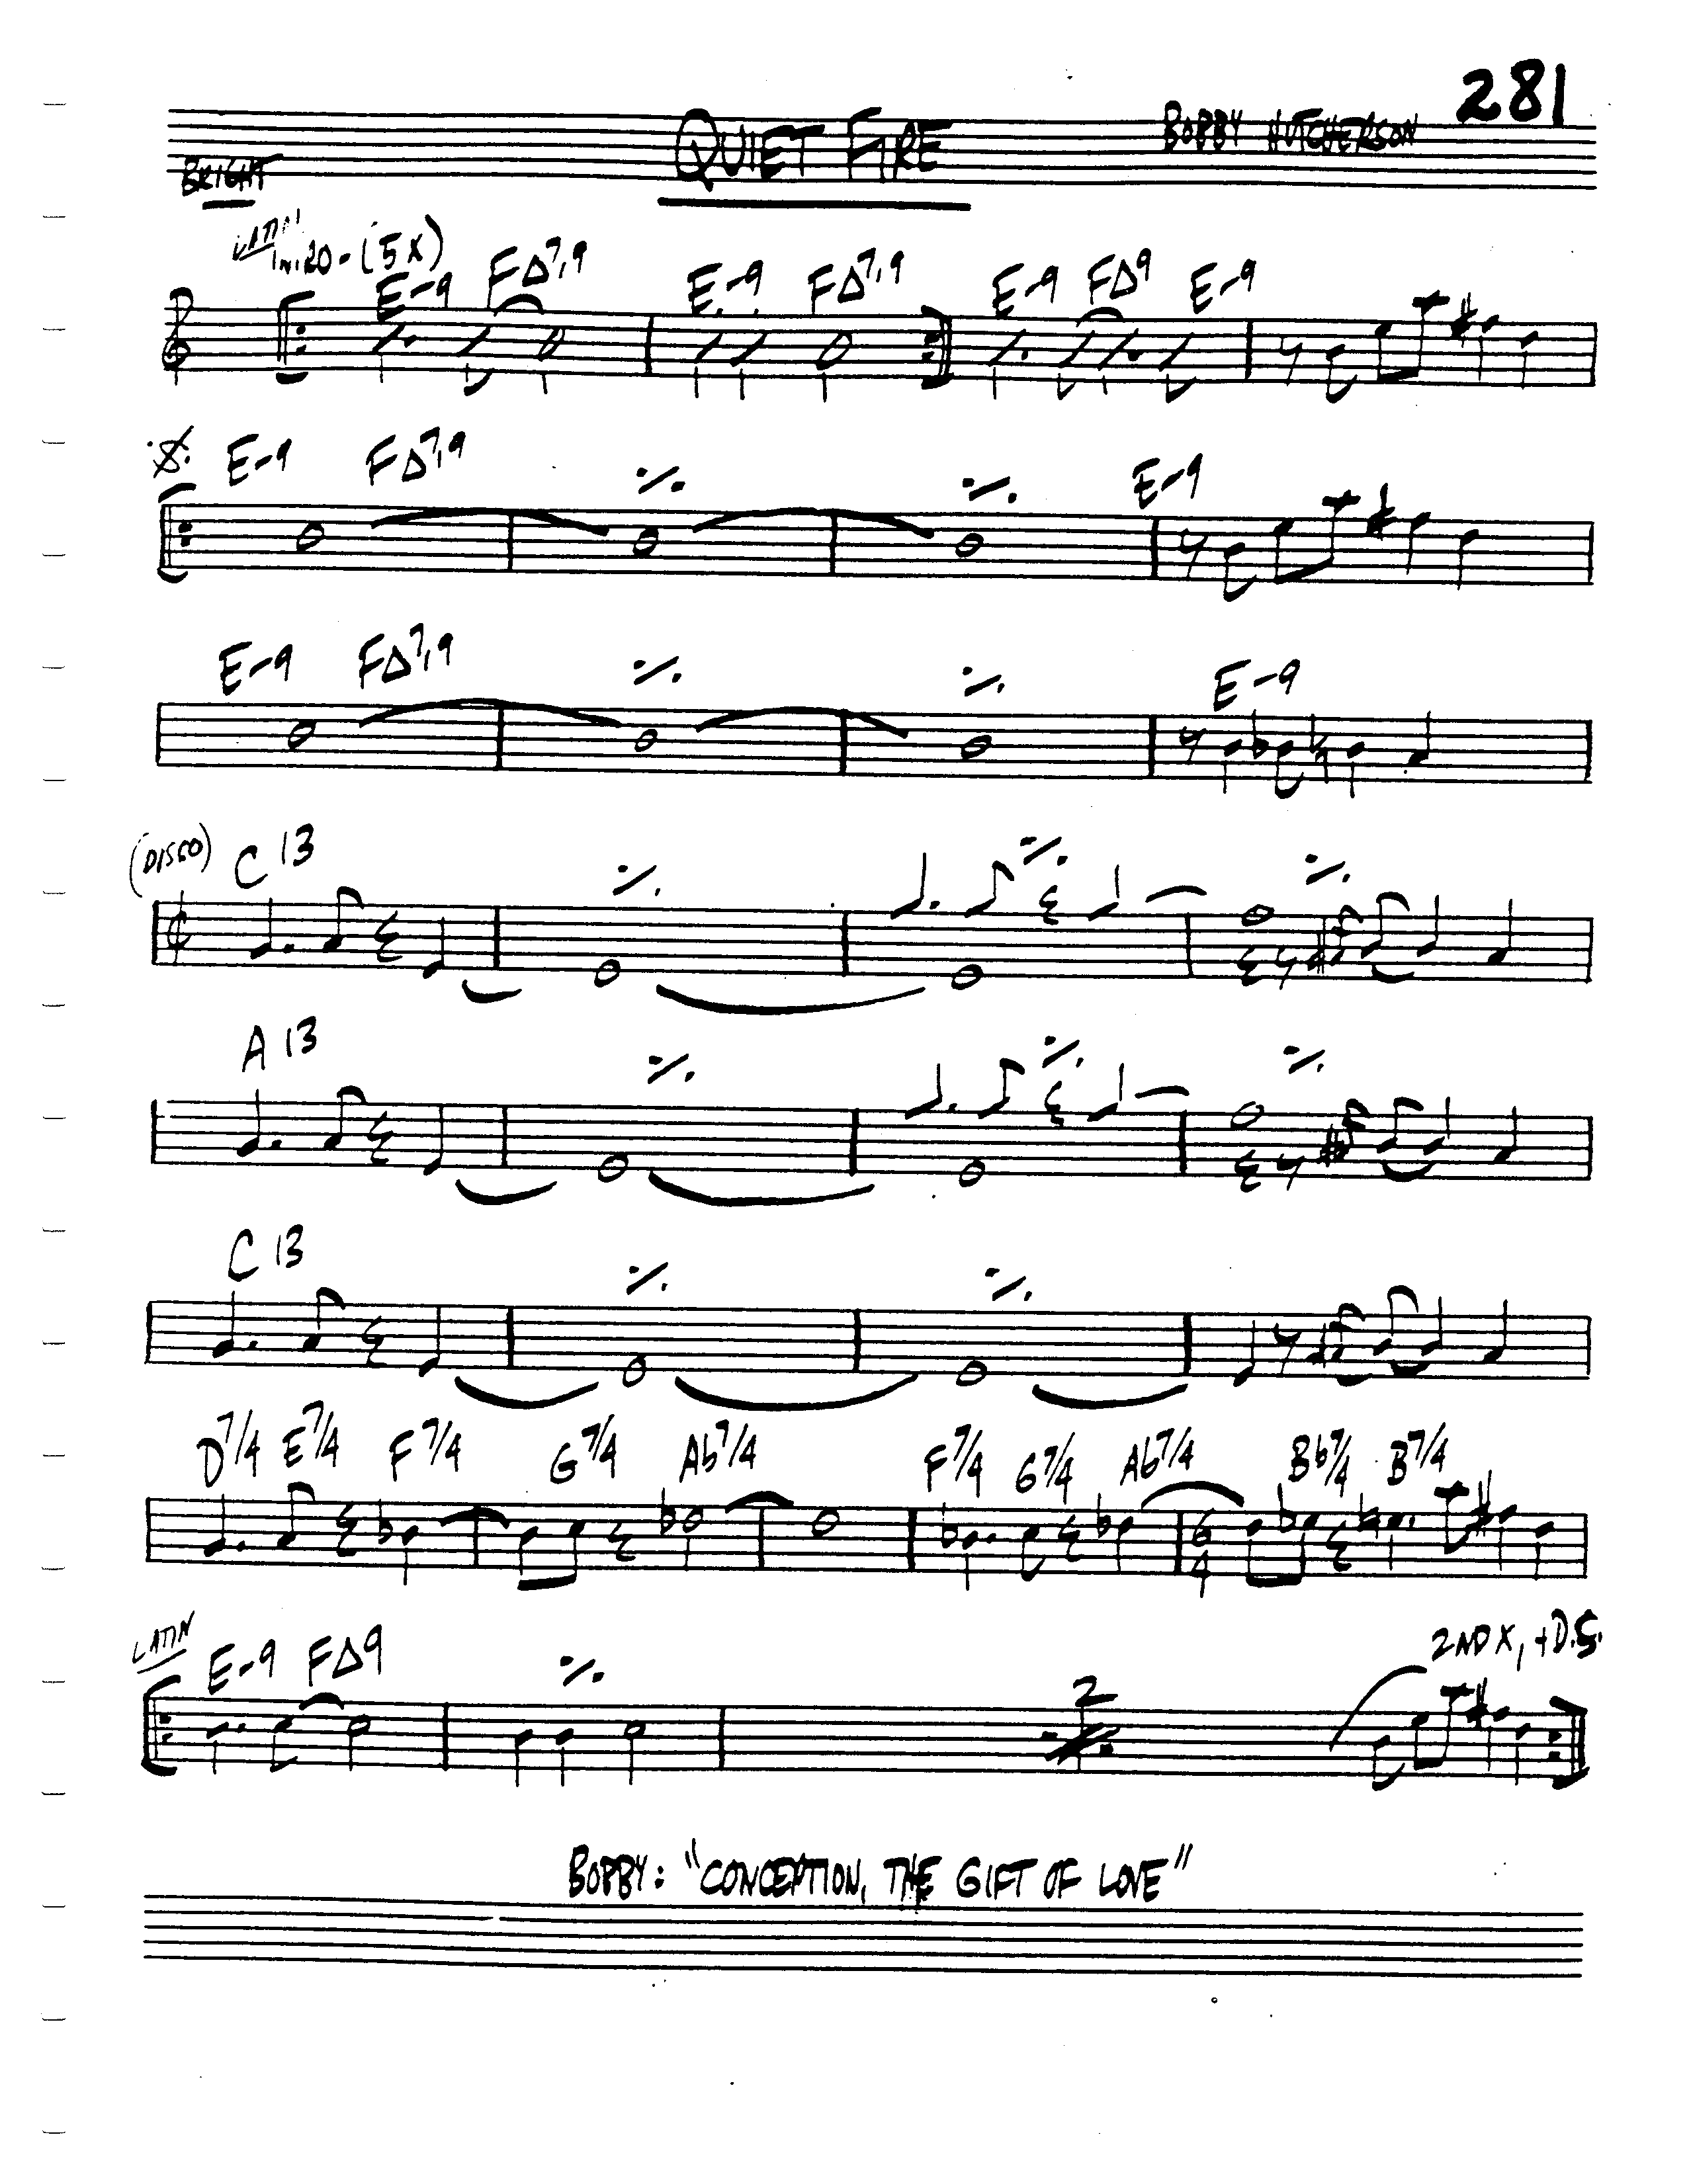 281
QUIET FIRE BOBBY HUTCHERSON
BRIGHT
LATIN
INTRO - (5X)
E-9 FΔ7,9 E-9 FΔ7,9 E-9 FΔ9 E-9
E-9 FΔ7,9 ٪ ٪ E-9
E-9 FΔ7,9 ٪ ٪ E-9
(DISCO) C13
A13
C13
D7/4 E7/4 F7/4 G7/4 Ab7/4 F7/4 G7/4 Ab7/4 Bb7/4 B7/4
6
4
2ND X, +D.S.
LATIN E-9 FΔ9
2
BOBBY: "CONCEPTION, THE GIFT OF LOVE"